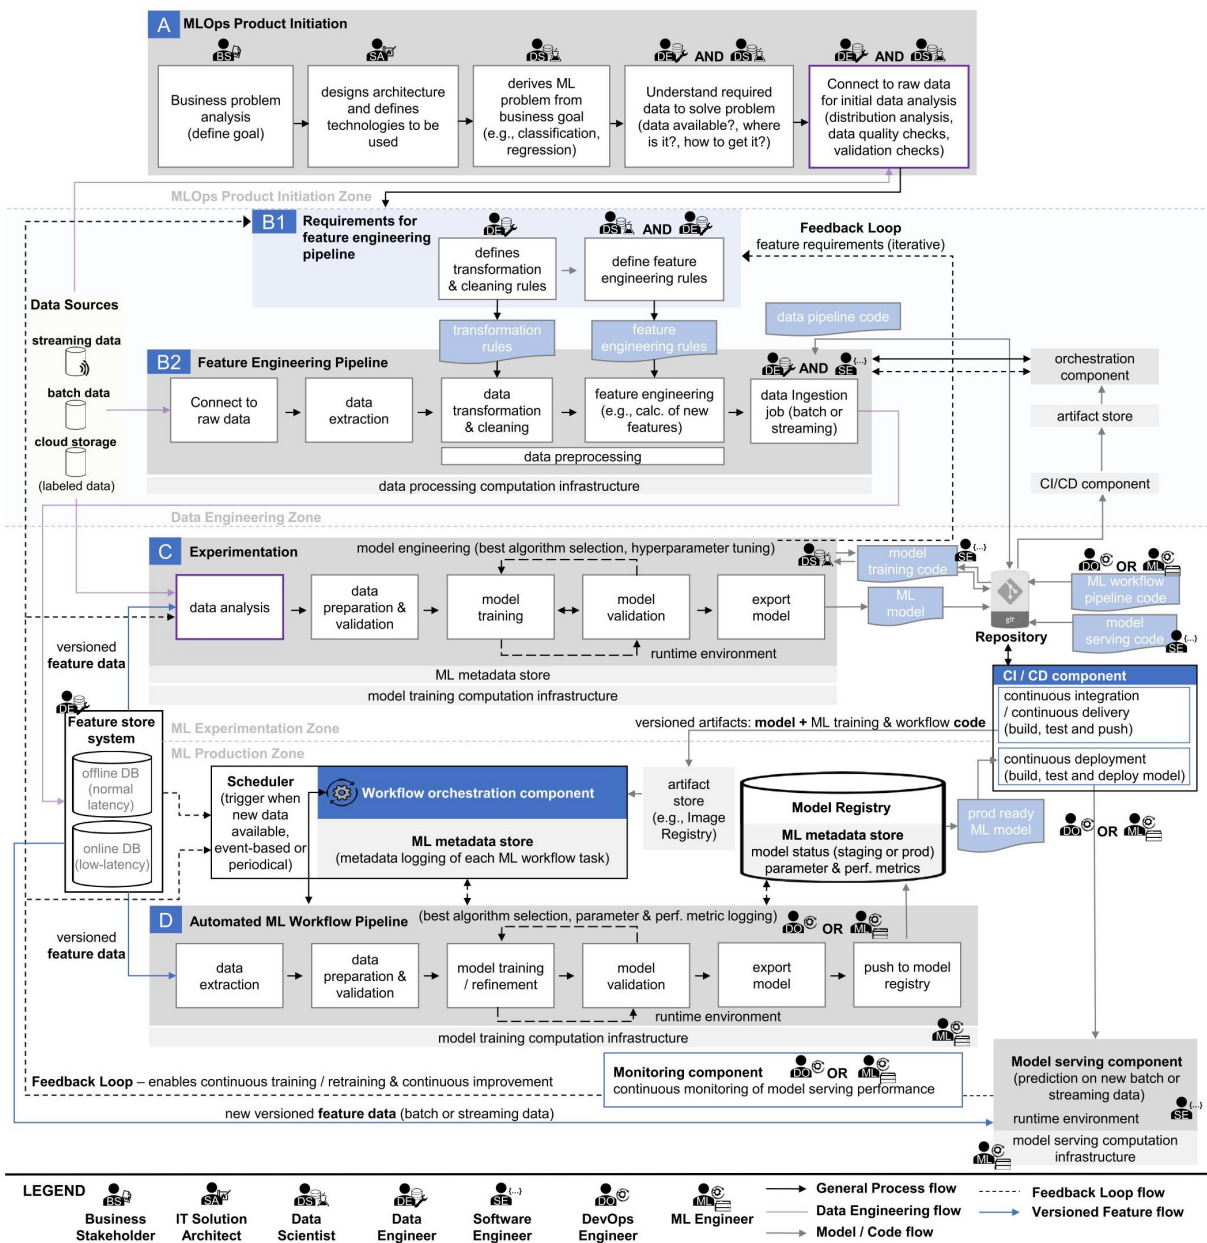 A MLOps Product Initiation
BS
SA
DS
DE AND DS
DE AND DS
Business problem
analysis
(define goal)
designs architecture
and defines
technologies to be
used
derives ML
problem from
business goal
(e.g., classification,
regression)
Understand required
data to solve problem
(data available?, where
is it?, how to get it?)
Connect to raw data
for initial data analysis
(distribution analysis,
data quality checks,
validation checks)
MLOps Product Initiation Zone
B1 Requirements for
feature engineering
pipeline
DE
DS AND DE
defines
transformation
& cleaning rules
define feature
engineering rules
Feedback Loop
feature requirements (iterative)
Data Sources
streaming data
batch data
cloud storage
(labeled data)
transformation
rules
feature
engineering rules
data pipeline code
B2 Feature Engineering Pipeline
DE AND SE {...}
Connect to
raw data
data
extraction
data
transformation
& cleaning
feature engineering
(e.g., calc. of new
features)
data Ingestion
job (batch or
streaming)
data preprocessing
data processing computation infrastructure
orchestration
component
artifact store
CI/CD component
Data Engineering Zone
C Experimentation
model engineering (best algorithm selection, hyperparameter tuning)
DS
data analysis
data
preparation &
validation
model
training
model
validation
export
model
runtime environment
ML metadata store
model training computation infrastructure
model
training code
SE {...}
ML
model
git
Repository
DO OR ML
ML workflow
pipeline code
model
serving code
SE {...}
versioned
feature data
CI / CD component
continuous integration
/ continuous delivery
(build, test and push)
continuous deployment
(build, test and deploy model)
DO OR ML
versioned artifacts: model + ML training & workflow code
ML Experimentation Zone
ML Production Zone
DE
Feature store
system
offline DB
(normal
latency)
online DB
(low-latency)
Scheduler
(trigger when
new data
available,
event-based or
periodical)
Workflow orchestration component
ML metadata store
(metadata logging of each ML workflow task)
artifact
store
(e.g., Image
Registry)
Model Registry
ML metadata store
model status (staging or prod)
parameter & perf. metrics
prod ready
ML model
versioned
feature data
D Automated ML Workflow Pipeline
(best algorithm selection, parameter & perf. metric logging)
DO OR ML
data
extraction
data
preparation &
validation
model training
/ refinement
model
validation
export
model
push to model
registry
runtime environment
model training computation infrastructure
ML
Feedback Loop – enables continuous training / retraining & continuous improvement
Monitoring component
DO OR ML
continuous monitoring of model serving performance
new versioned feature data (batch or streaming data)
Model serving component
(prediction on new batch or
streaming data)
runtime environment
SE {...}
model serving computation
infrastructure
ML
LEGEND
BS
Business
Stakeholder
SA
IT Solution
Architect
DS
Data
Scientist
DE
Data
Engineer
SE {...}
Software
Engineer
DO
DevOps
Engineer
ML
ML Engineer
General Process flow
Data Engineering flow
Model / Code flow
Feedback Loop flow
Versioned Feature flow